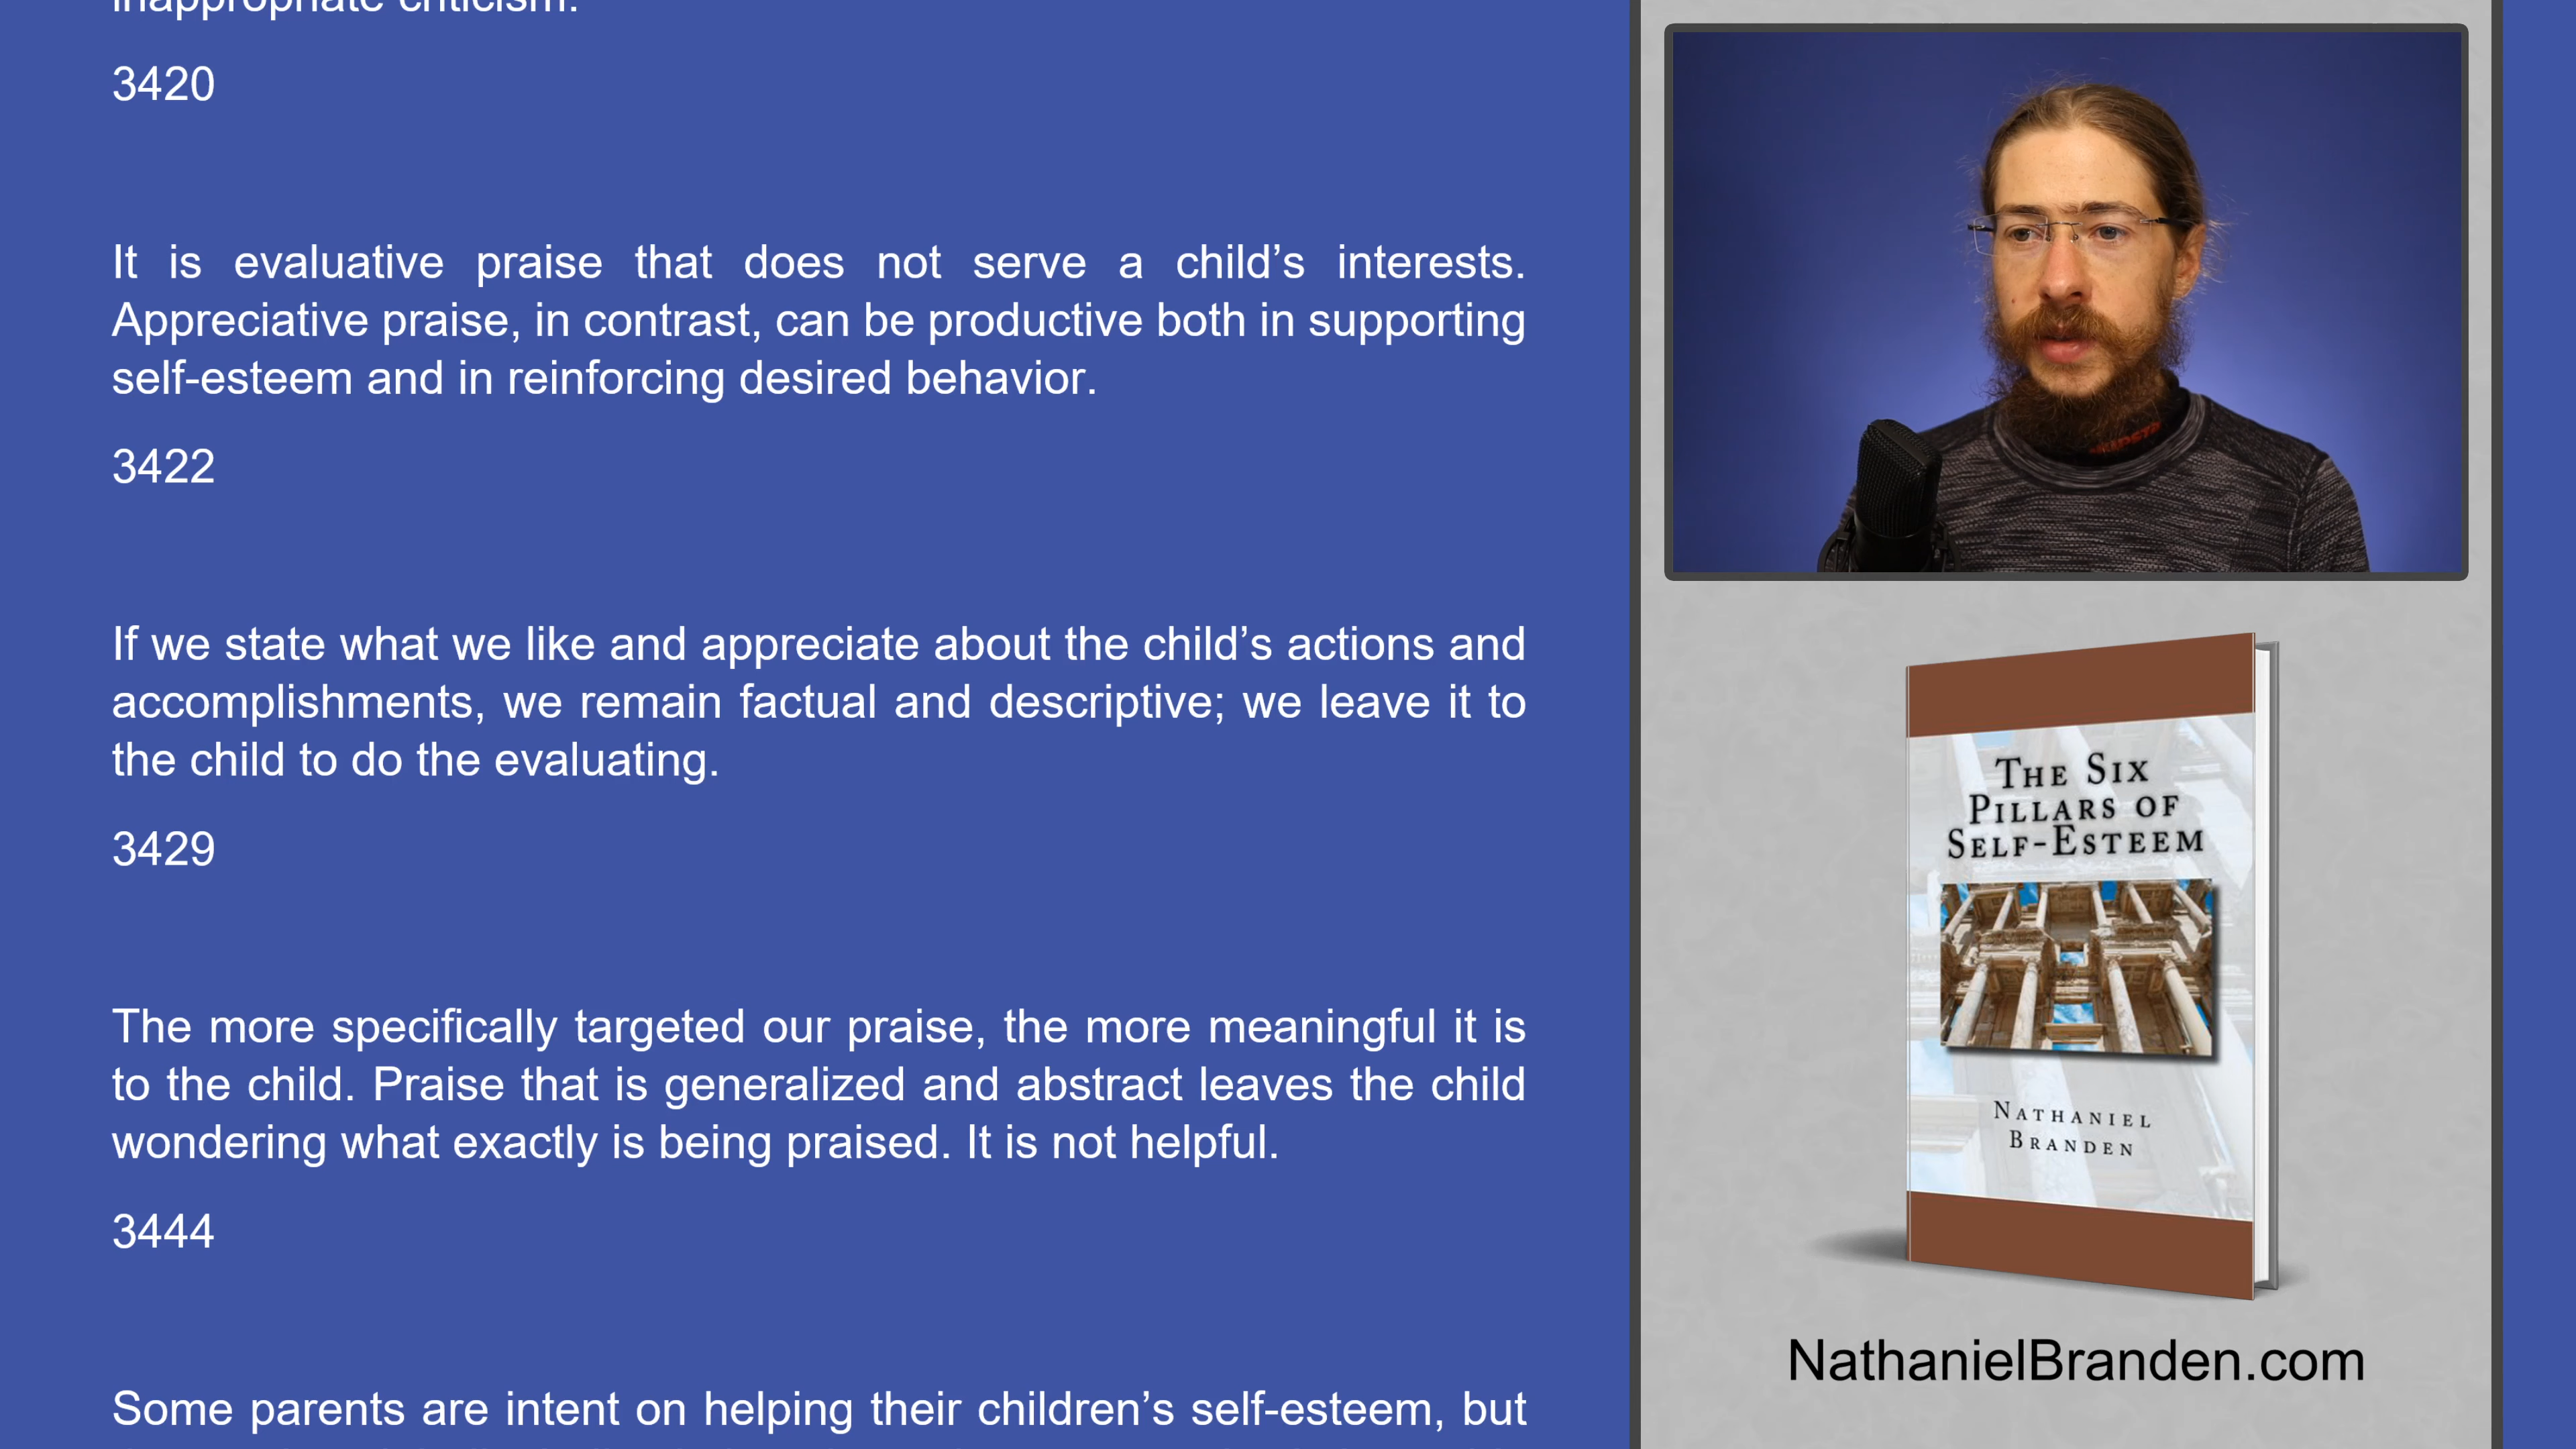 inappropriate criticism.
3420
It is evaluative praise that does not serve a child’s interests.
Appreciative praise, in contrast, can be productive both in supporting
self-esteem and in reinforcing desired behavior.
3422
If we state what we like and appreciate about the child’s actions and
accomplishments, we remain factual and descriptive; we leave it to
the child to do the evaluating.
3429
The more specifically targeted our praise, the more meaningful it is
to the child. Praise that is generalized and abstract leaves the child
wondering what exactly is being praised. It is not helpful.
3444
Some parents are intent on helping their children’s self-esteem, but
The Six
Pillars of
Self-Esteem
Nathaniel
Branden
NathanielBranden.com